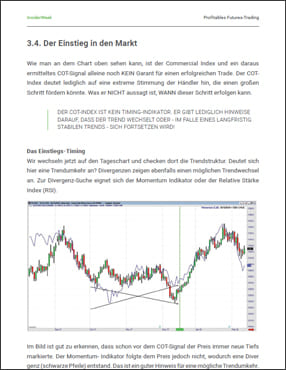 InsiderWeek Profitables Futures-Trading
3.4. Der Einstieg in den Markt
Wie man an dem Chart oben sehen kann, ist der Commercial Index und ein daraus
ermitteltes COT-Signal alleine noch KEIN Garant für einen erfolgreichen Trade. Der COT-
Index deutet lediglich auf eine extreme Stimmung der Händler hin, die einen großen
Schritt fördern könnte. Was er NICHT aussagt ist, WANN dieser Schritt erfolgen kann.
DER COT-INDEX IST KEIN TIMING-INDIKATOR. ER GIBT LEDIGLICH HINWEISE
DARAUF, DASS DER TREND WECHSELT ODER - IM FALLE EINES LANGFRISTIG
STABILEN TRENDS - SICH FORTSETZEN WIRD!
Das Einstiegs- Timing
Wir wechseln jetzt auf den Tageschart und checken dort die Trendstruktur. Deutet sich
hier eine Trendumkehr an? Divergenzen zeigen ebenfalls einen möglichen Trendwechsel
an. Zur Divergenz-Suche eignet sich der Momentum Indikator oder der Relative Stärke
Index (RSI).
Im Bild ist gut zu erkennen, dass schon vor dem COT-Signal der Preis immer neue Tiefs
markierte. Der Momentum- Indikator folgte dem Preis jedoch nicht, wodurch eine Diver
genz (schwarze Pfeile) entstand. Das ist ein guter Hinweis für eine mögliche Trendumkehr.